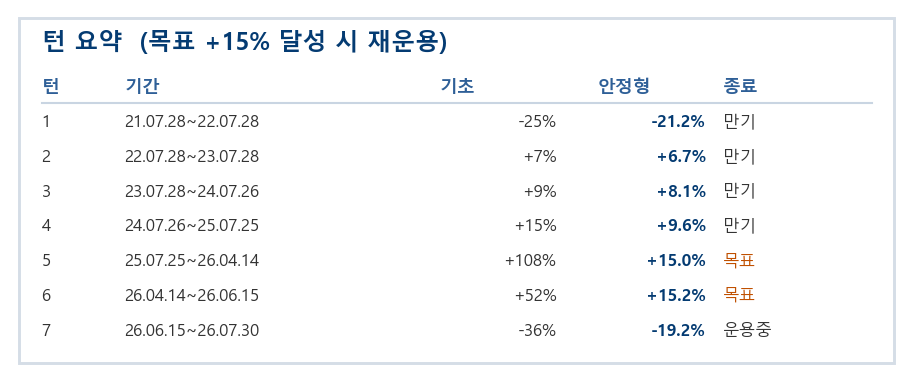 턴 요약 (목표 +15% 달성 시 재운용)
턴 기간 기초 안정형 종료
1 21.07.28~22.07.28 -25% -21.2% 만기
2 22.07.28~23.07.28 +7% +6.7% 만기
3 23.07.28~24.07.26 +9% +8.1% 만기
4 24.07.26~25.07.25 +15% +9.6% 만기
5 25.07.25~26.04.14 +108% +15.0% 목표
6 26.04.14~26.06.15 +52% +15.2% 목표
7 26.06.15~26.07.30 -36% -19.2% 운용중